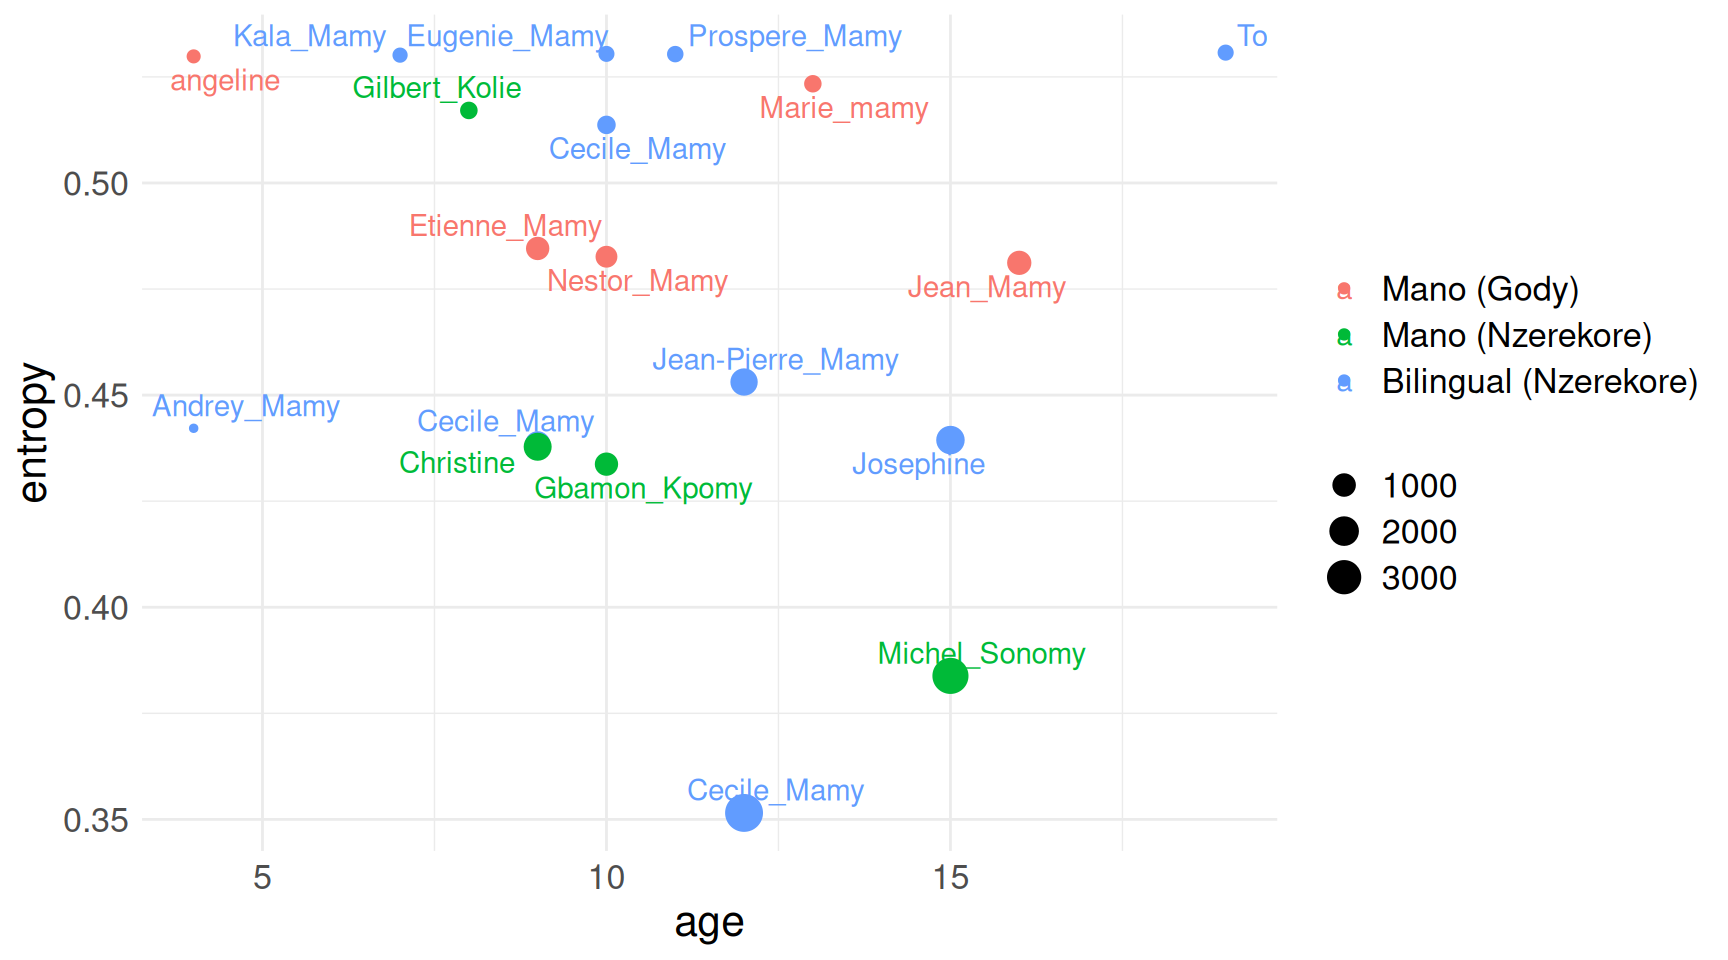 Kala_Mamy
Eugenie_Mamy
Prospere_Mamy
To
angeline
Gilbert_Kolie
Marie_mamy
Cecile_Mamy
0.50
Etienne_Mamy
Nestor_Mamy
Jean_Mamy
Jean-Pierre_Mamy
0.45
Andrey_Mamy
Cecile_Mamy
Christine
Josephine
Gbamon_Kpomy
0.40
Michel_Sonomy
Cecile_Mamy
0.35
5
10
15
age
entropy
a Mano (Gody)
a Mano (Nzerekore)
a Bilingual (Nzerekore)
1000
2000
3000